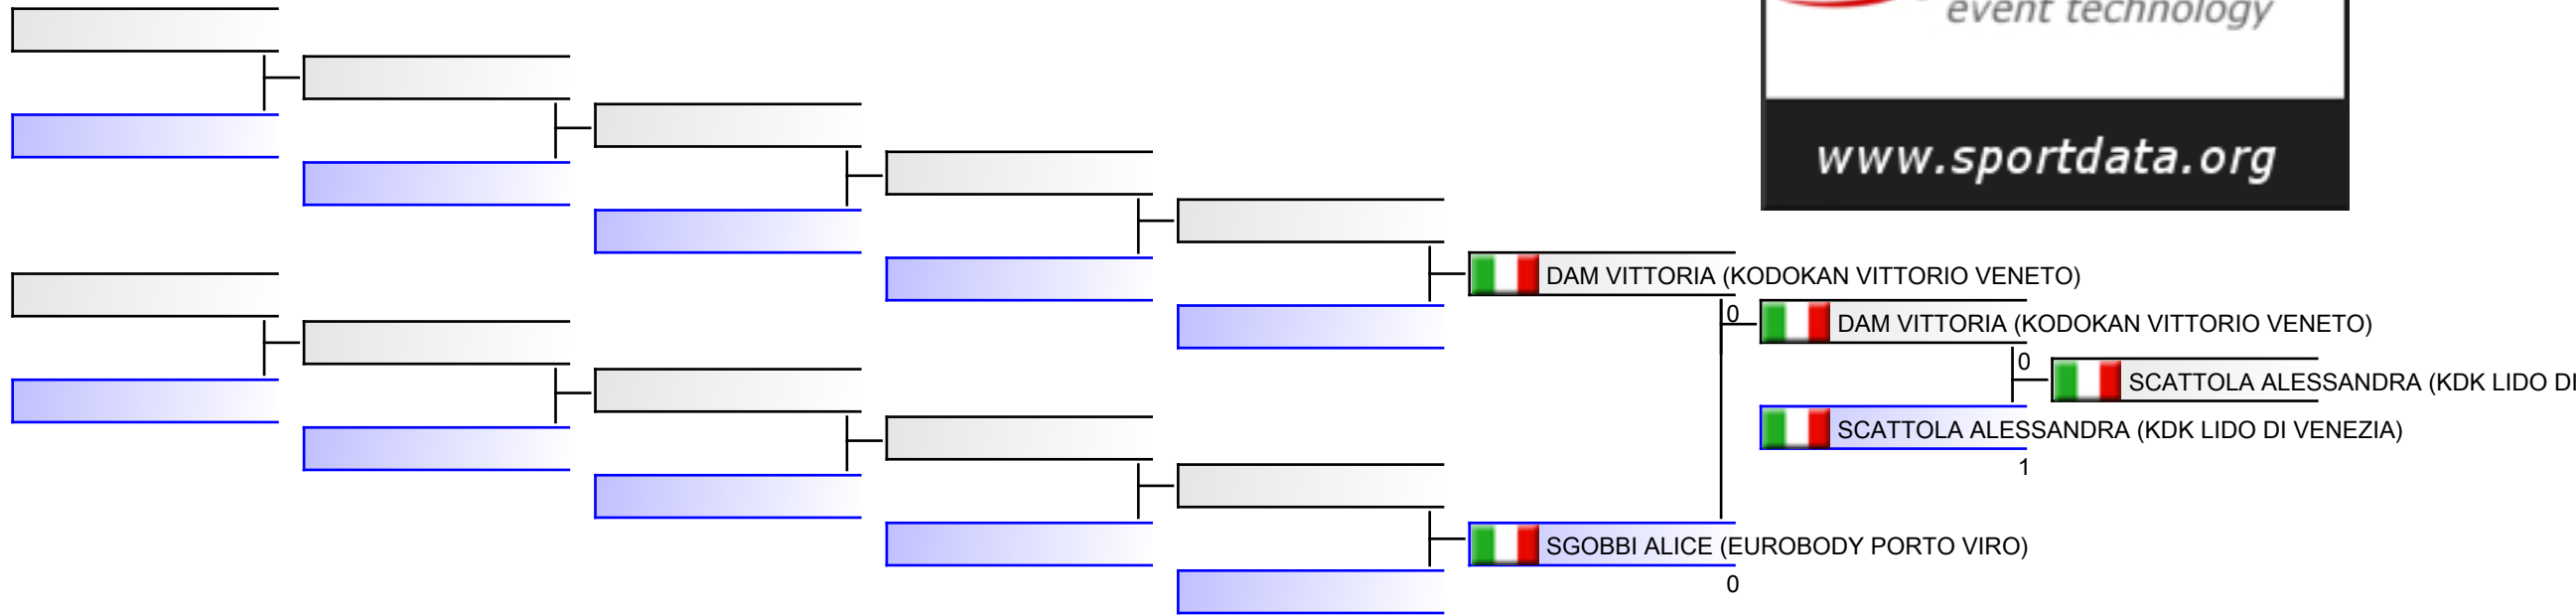 event technology
www.sportdata.org
DAM VITTORIA (KODOKAN VITTORIO VENETO)
0
DAM VITTORIA (KODOKAN VITTORIO VENETO)
0
SCATTOLA ALESSANDRA (KDK LIDO DI
SCATTOLA ALESSANDRA (KDK LIDO DI VENEZIA)
1
SGOBBI ALICE (EUROBODY PORTO VIRO)
0